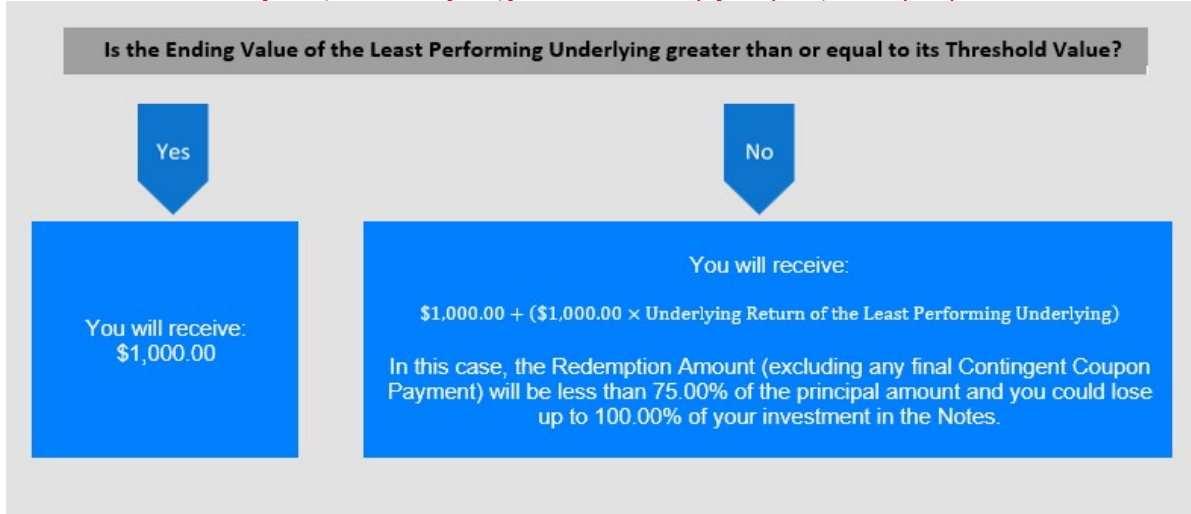 Is the Ending Value of the Least Performing Underlying greater than or equal to its Threshold Value?
Yes
No
You will receive:
$1,000.00
You will receive:
$1,000.00 + ($1,000.00 × Underlying Return of the Least Performing Underlying)
In this case, the Redemption Amount (excluding any final Contingent Coupon
Payment) will be less than 75.00% of the principal amount and you could lose
up to 100.00% of your investment in the Notes.